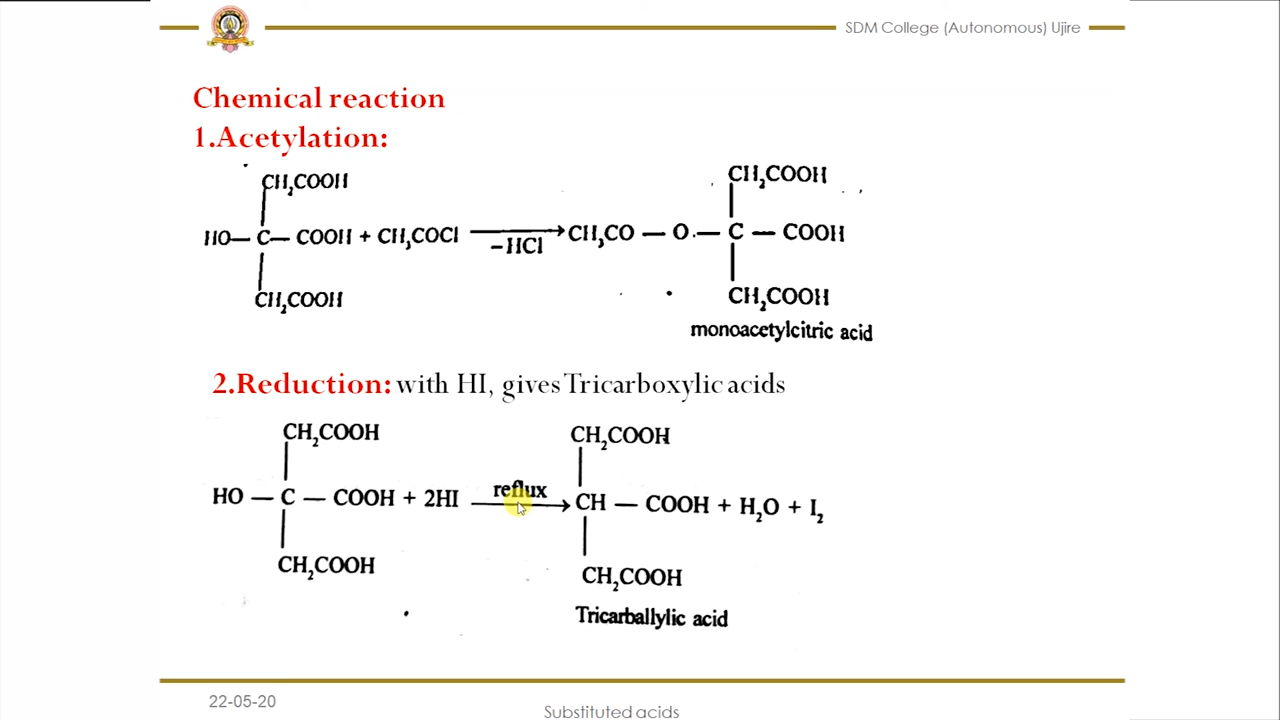 SDM College (Autonomous) Ujire
Chemical reaction
1.Acetylation:
CH₂COOH
HO — C — COOH + CH₃COCl —HCl → CH₃CO — O — C — COOH
CH₂COOH
CH₂COOH
CH₂COOH
monoacetylcitric acid
2.Reduction: with HI, gives Tricarboxylic acids
CH₂COOH
CH₂COOH
HO — C — COOH + 2HI reflux → CH — COOH + H₂O + I₂
CH₂COOH
CH₂COOH
Tricarballylic acid
22-05-20
Substituted acids